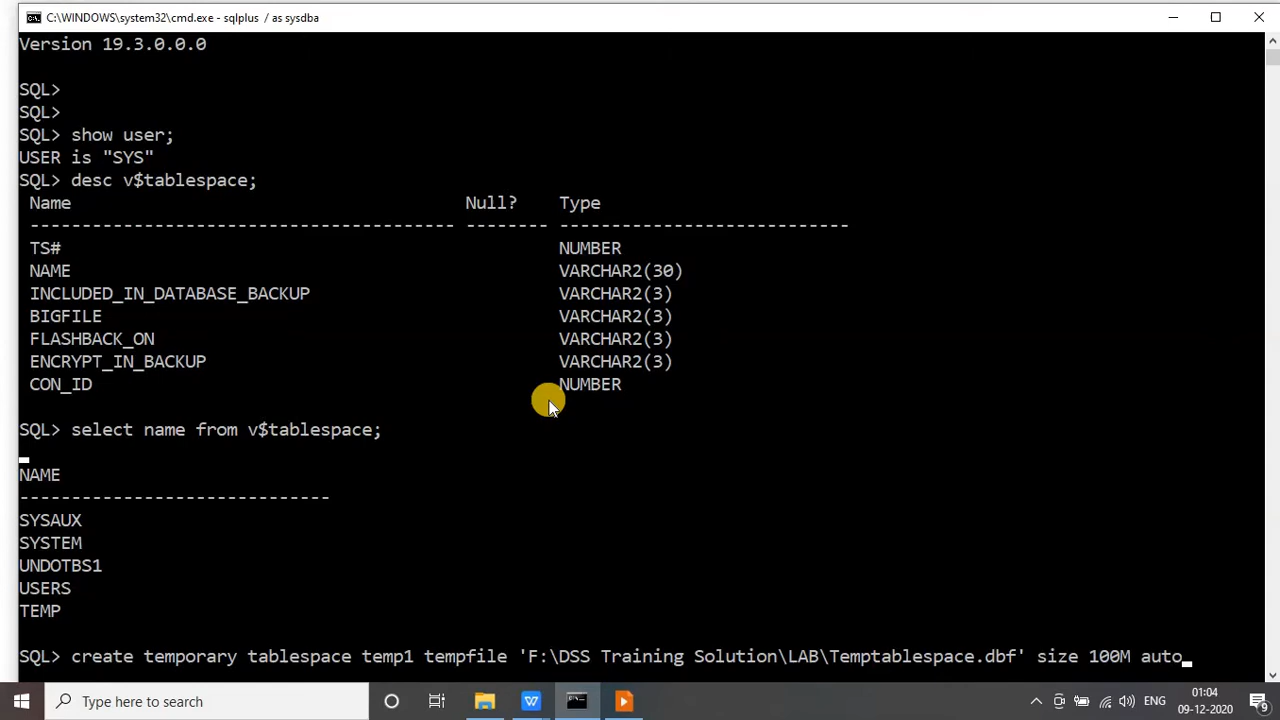 C:\WINDOWS\system32\cmd.exe - sqlplus  / as sysdba
Version 19.3.0.0.0
SQL>
SQL>
SQL> show user;
USER is "SYS"
SQL> desc v$tablespace;
Name                                      Null?    Type
----------------------------------------- -------- ----------------------------
TS#                                                NUMBER
NAME                                               VARCHAR2(30)
INCLUDED_IN_DATABASE_BACKUP                        VARCHAR2(3)
BIGFILE                                            VARCHAR2(3)
FLASHBACK_ON                                       VARCHAR2(3)
ENCRYPT_IN_BACKUP                                  VARCHAR2(3)
CON_ID                                             NUMBER
SQL> select name from v$tablespace;
NAME
------------------------------
SYSAUX
SYSTEM
UNDOTBS1
USERS
TEMP
SQL> create temporary tablespace temp1 tempfile 'F:\DSS Training Solution\LAB\Temptablespace.dbf' size 100M auto
Type here to search
ENG
01:04
09-12-2020
9